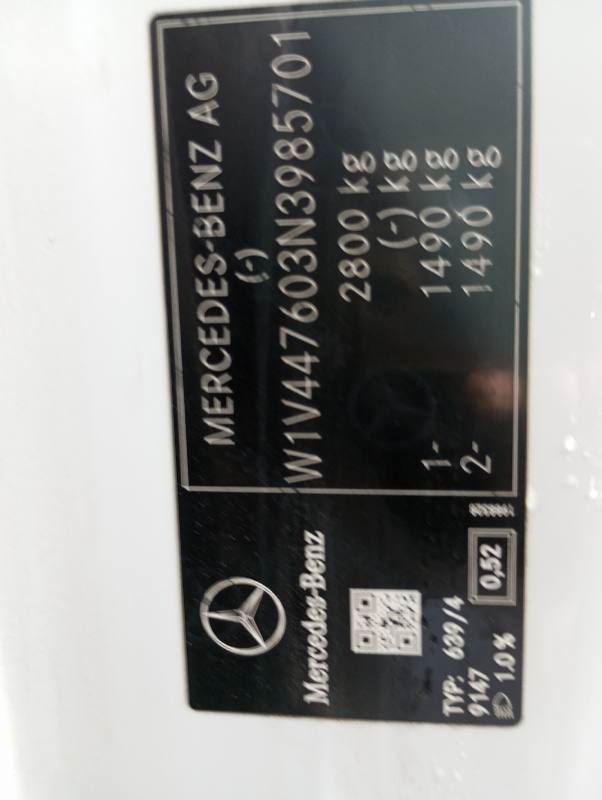 MERCEDES-BENZ AG
(-)
W1V447603N3985701
2800 kg
(-) kg
1- 1490 kg
2- 1490 kg
Mercedes-Benz
TYP: 639/4
9147
1.0%
0,52